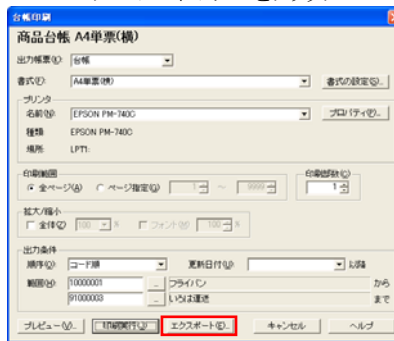 台帳印刷
商品台帳 A4単票(横)
出力帳票(K): 台帳
書式(E): A4単票(横) 書式の設定(S)...
プリンタ
名前(N): EPSON PM-740C プロパティ(P)...
種類: EPSON PM-740C
場所: LPT1:
印刷範囲 印刷部数(C)
全ページ(A) ページ指定(G) 1 ～ 9999 1
拡大/縮小
全体(Z) 100 % フォント(W) 100 %
出力条件
順序(Q): コード順 更新日付(L): 以降
範囲(H): 10000001 ... フライパン から
91000003 ... いろは運送 まで
プレビュー(V)... 印刷実行(U) エクスポート(E)... キャンセル ヘルプ